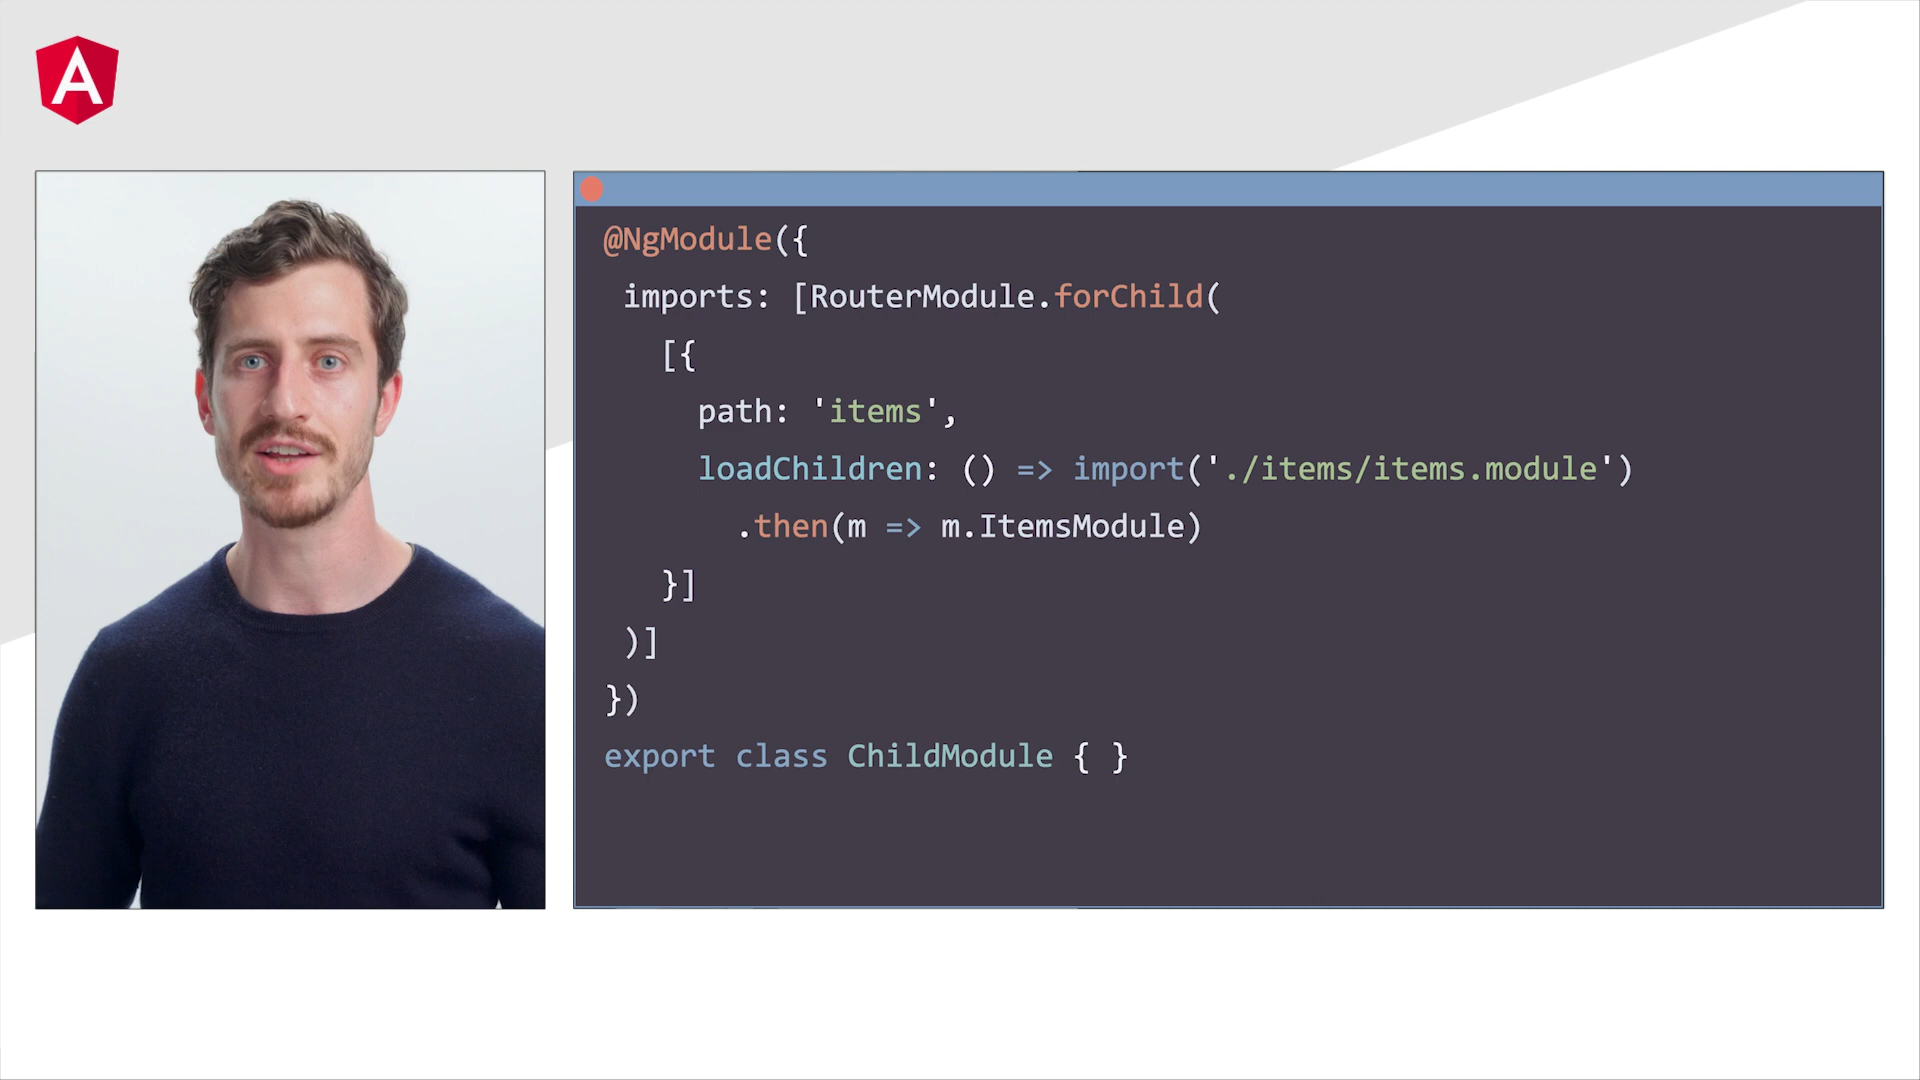 A
@NgModule({
imports: [RouterModule.forChild(
[{
path: 'items',
loadChildren: () => import('./items/items.module')
.then(m => m.ItemsModule)
}]
)]
})
export class ChildModule { }